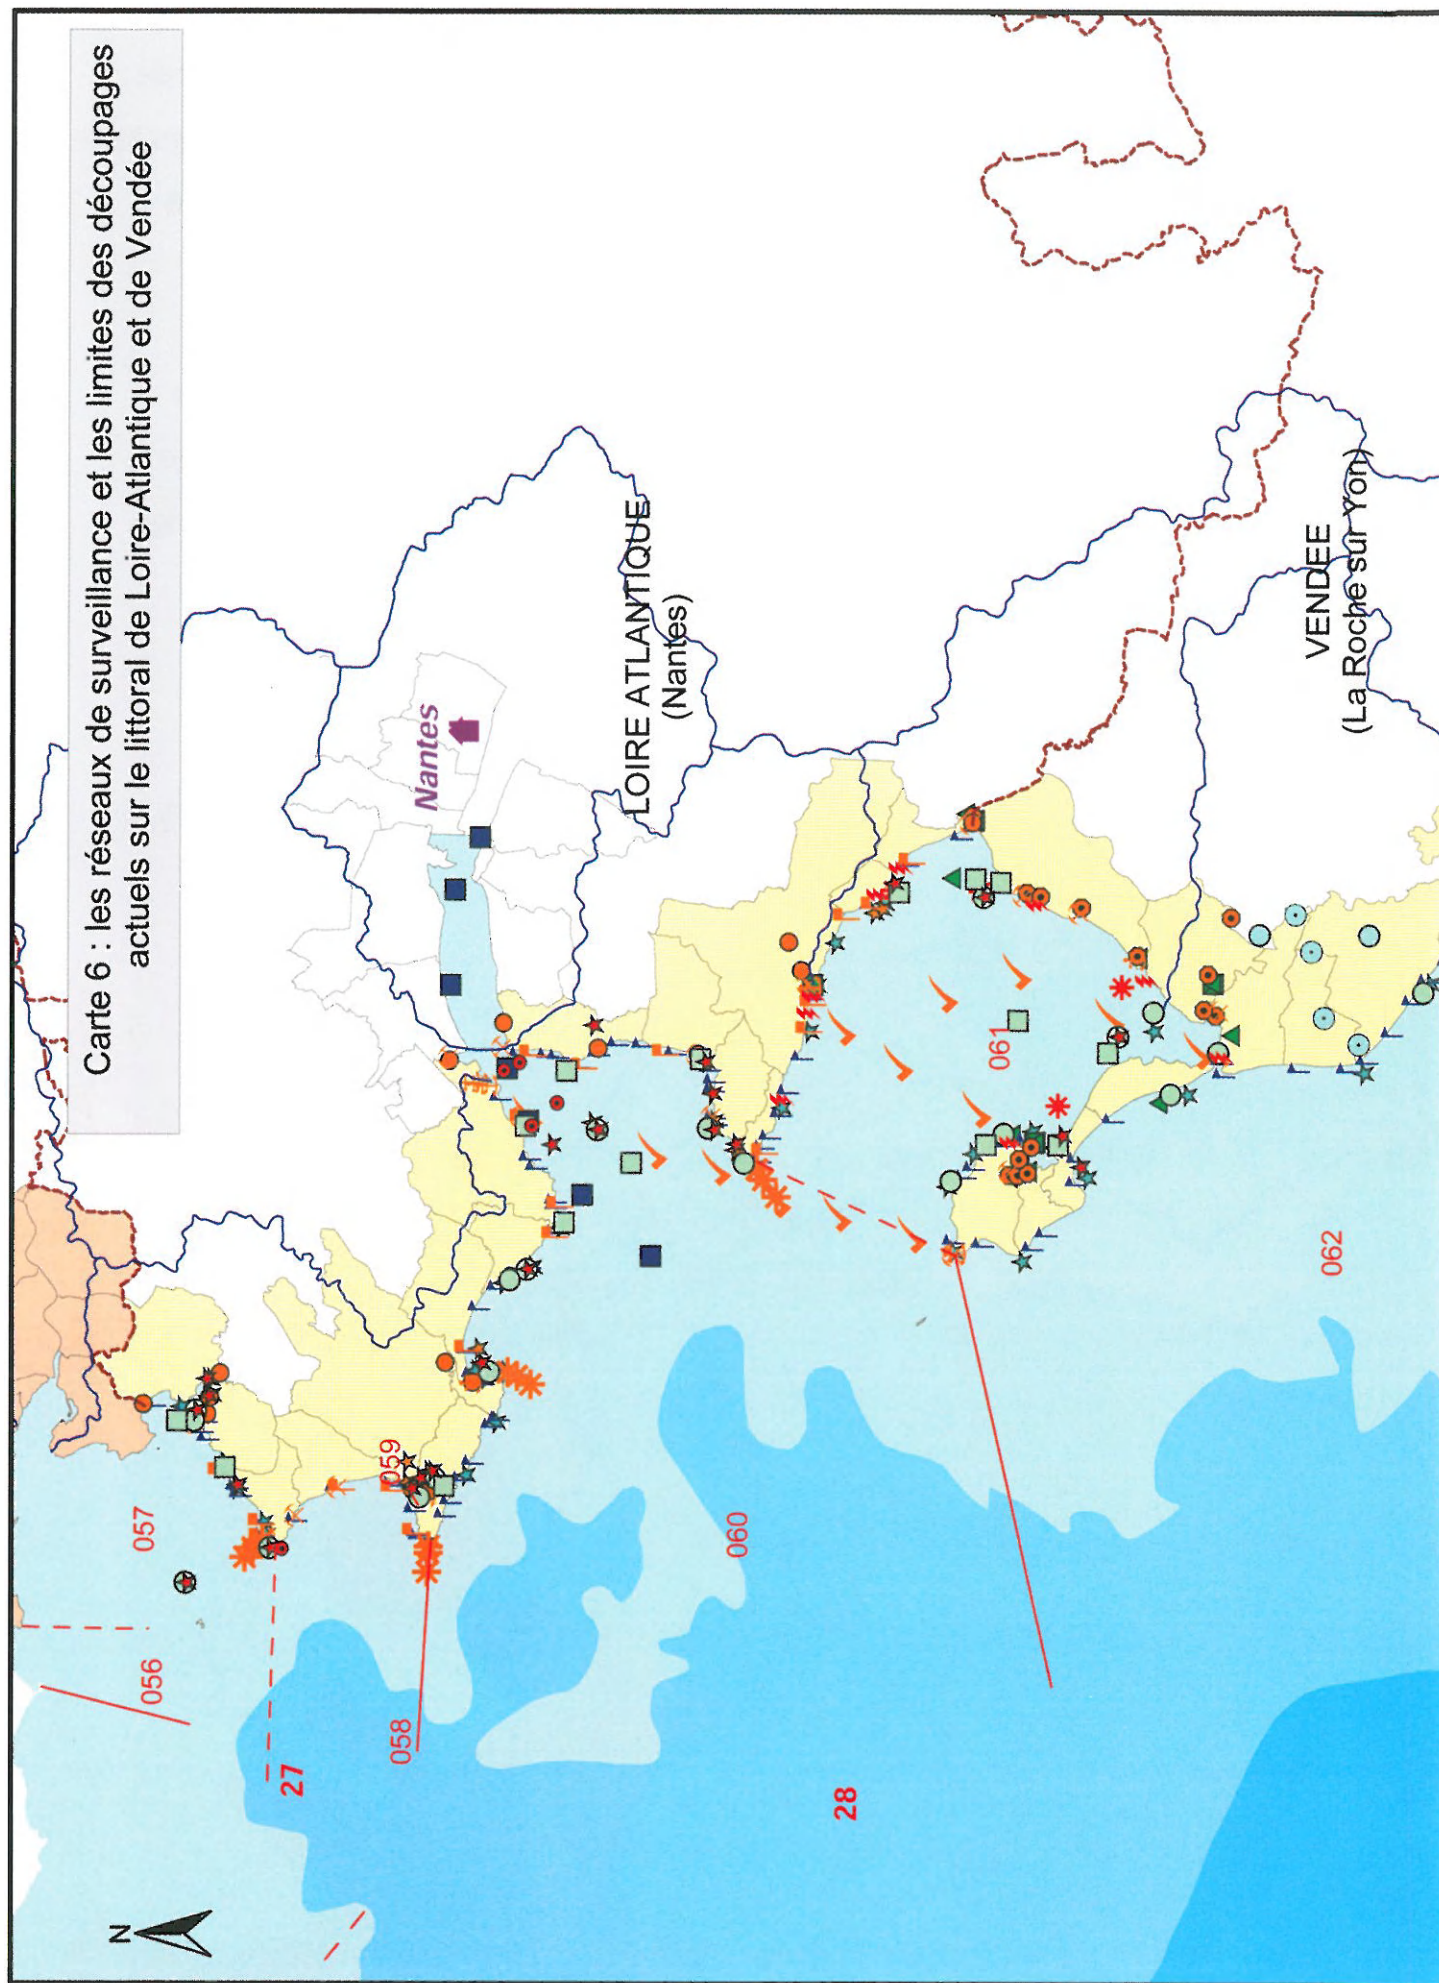 Carte 6 : les réseaux de surveillance et les limites des découpages
actuels sur le littoral de Loire-Atlantique et de Vendée
N
056
057
27
058
059
Nantes
LOIRE ATLANTIQUE
(Nantes)
060
28
061
062
VENDEE
(La Roche sur Yon)